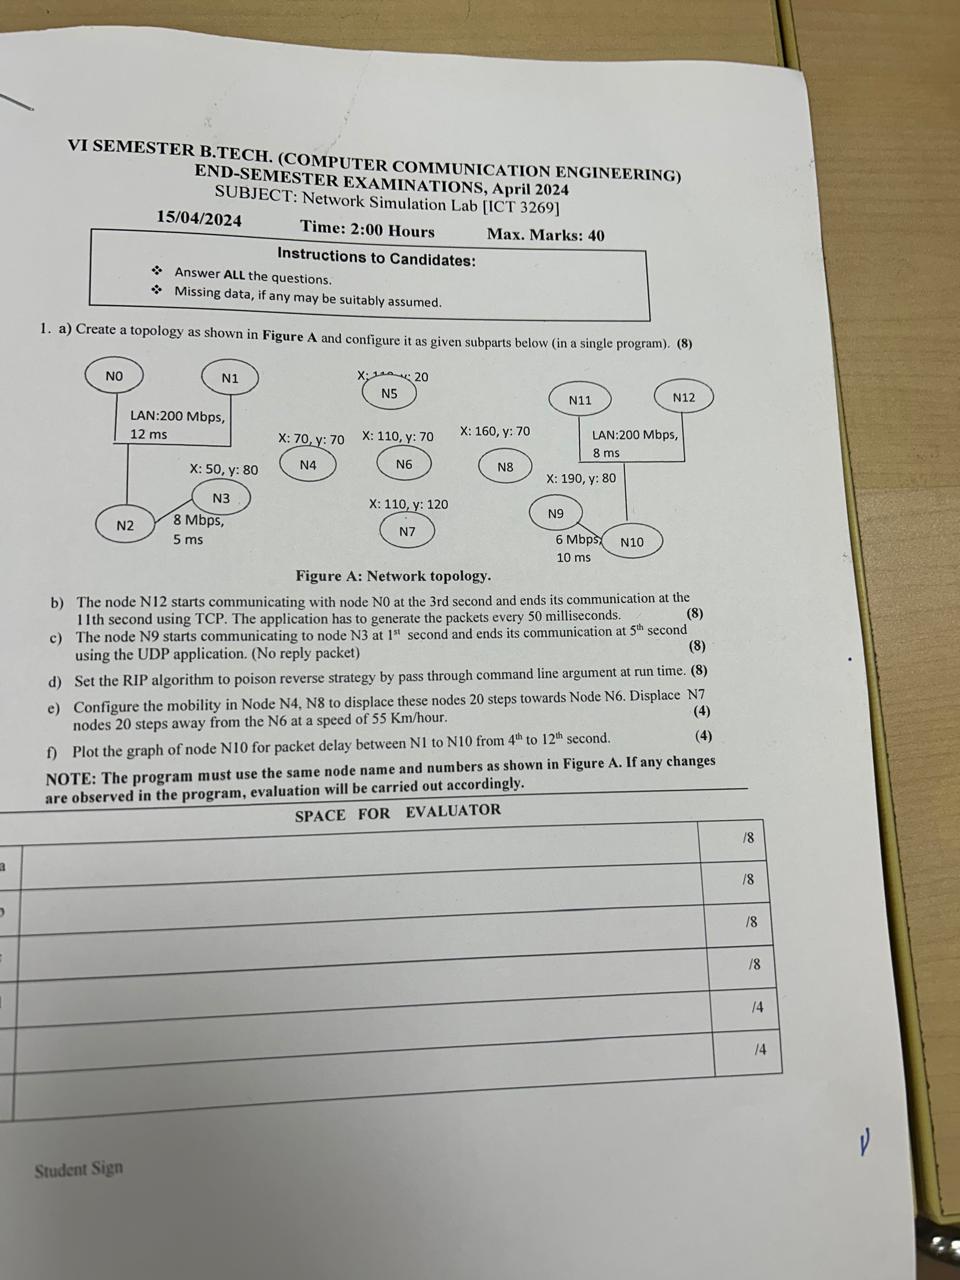 VI SEMESTER B.TECH. (COMPUTER COMMUNICATION ENGINEERING)
END-SEMESTER EXAMINATIONS, April 2024
SUBJECT: Network Simulation Lab [ICT 3269]
15/04/2024 Time: 2:00 Hours Max. Marks: 40
Instructions to Candidates:
❖ Answer ALL the questions.
❖ Missing data, if any may be suitably assumed.
1. a) Create a topology as shown in Figure A and configure it as given subparts below (in a single program). (8)
N0
N1
LAN:200 Mbps,
12 ms
X: 50, y: 80
N3
N2
8 Mbps,
5 ms
X: y: 20
N5
X: 70, y: 70
N4
X: 110, y: 70
N6
X: 160, y: 70
N8
X: 110, y: 120
N7
N11
N12
LAN:200 Mbps,
8 ms
X: 190, y: 80
N9
6 Mbps,
10 ms
N10
Figure A: Network topology.
b) The node N12 starts communicating with node N0 at the 3rd second and ends its communication at the
11th second using TCP. The application has to generate the packets every 50 milliseconds. (8)
c) The node N9 starts communicating to node N3 at 1st second and ends its communication at 5th second
using the UDP application. (No reply packet) (8)
d) Set the RIP algorithm to poison reverse strategy by pass through command line argument at run time. (8)
e) Configure the mobility in Node N4, N8 to displace these nodes 20 steps towards Node N6. Displace N7
nodes 20 steps away from the N6 at a speed of 55 Km/hour. (4)
f) Plot the graph of node N10 for packet delay between N1 to N10 from 4th to 12th second. (4)
NOTE: The program must use the same node name and numbers as shown in Figure A. If any changes
are observed in the program, evaluation will be carried out accordingly.
SPACE FOR EVALUATOR
a /8
/8
/8
/8
/4
/4
Student Sign